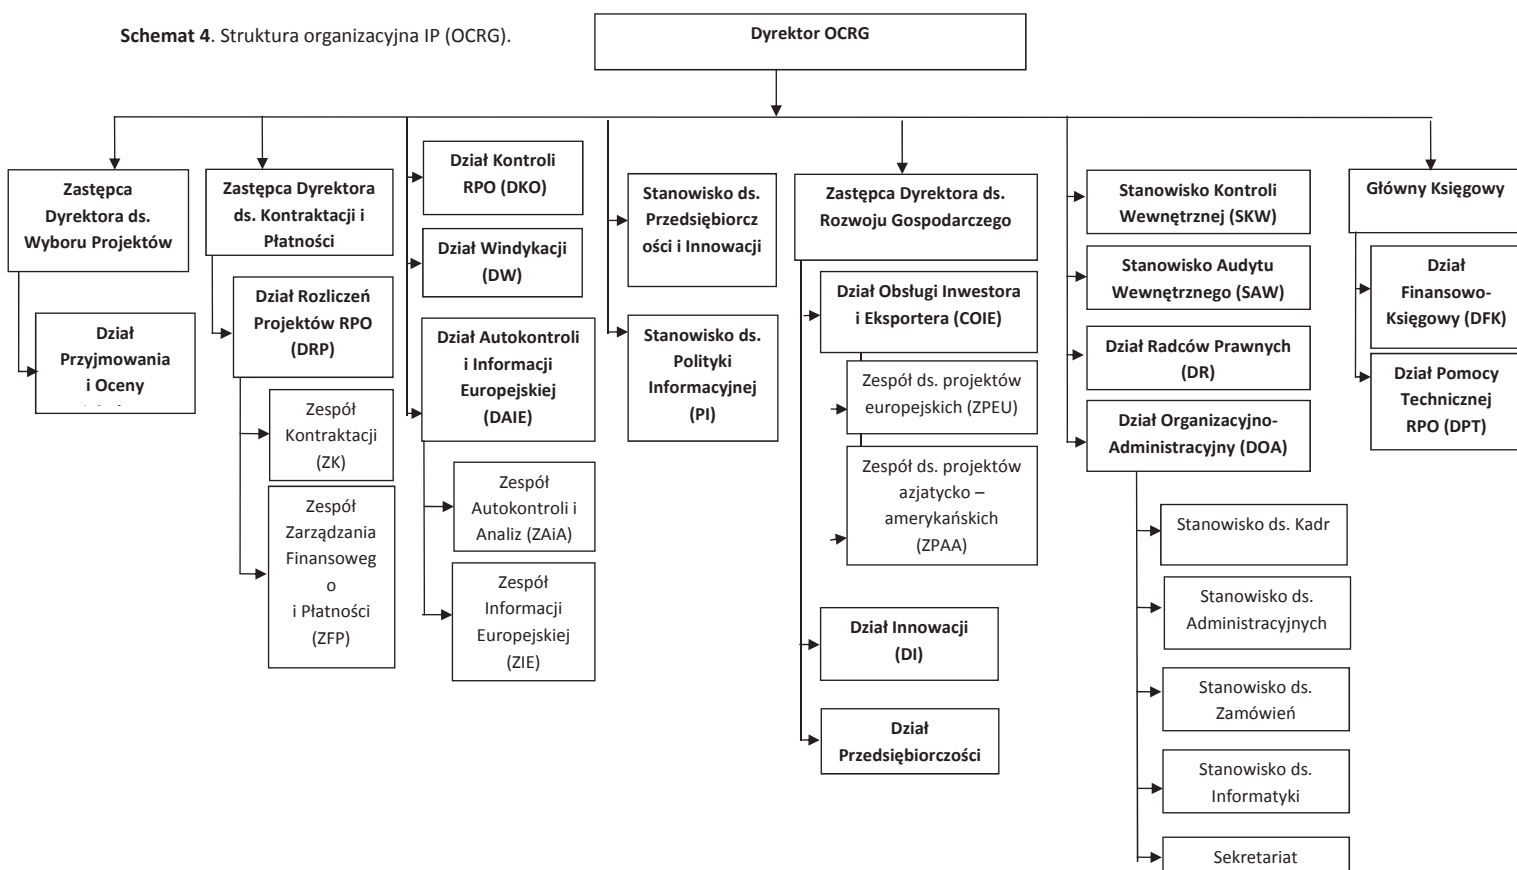 Schemat 4. Struktura organizacyjna IP (OCRG).
Dyrektor OCRG
Zastępca
Dyrektora ds.
Wyboru Projektów
Dział
Przyjmowania
i Oceny
Zastępca Dyrektora
ds. Kontraktacji i
Płatności
Dział Rozliczeń
Projektów RPO
(DRP)
Zespół
Kontraktacji
(ZK)
Zespół
Zarządzania
Finansoweg
o
i Płatności
(ZFP)
Dział Kontroli
RPO (DKO)
Dział Windykacji
(DW)
Dział Autokontroli
i Informacji
Europejskiej
(DAIE)
Zespół
Autokontroli i
Analiz (ZAiA)
Zespół
Informacji
Europejskiej
(ZIE)
Stanowisko ds.
Przedsiębiorcz
ości i Innowacji
Stanowisko ds.
Polityki
Informacyjnej
(PI)
Zastępca Dyrektora ds.
Rozwoju Gospodarczego
Dział Obsługi Inwestora
i Eksportera (COIE)
Zespół ds. projektów
europejskich (ZPEU)
Zespół ds. projektów
azjatycko –
amerykańskich
(ZPAA)
Dział Innowacji
(DI)
Dział
Przedsiębiorczości
Stanowisko Kontroli
Wewnętrznej (SKW)
Stanowisko Audytu
Wewnętrznego (SAW)
Dział Radców Prawnych
(DR)
Dział Organizacyjno-
Administracyjny (DOA)
Stanowisko ds. Kadr
Stanowisko ds.
Administracyjnych
Stanowisko ds.
Zamówień
Stanowisko ds.
Informatyki
Sekretariat
Główny Księgowy
Dział
Finansowo-
Księgowy (DFK)
Dział Pomocy
Technicznej
RPO (DPT)